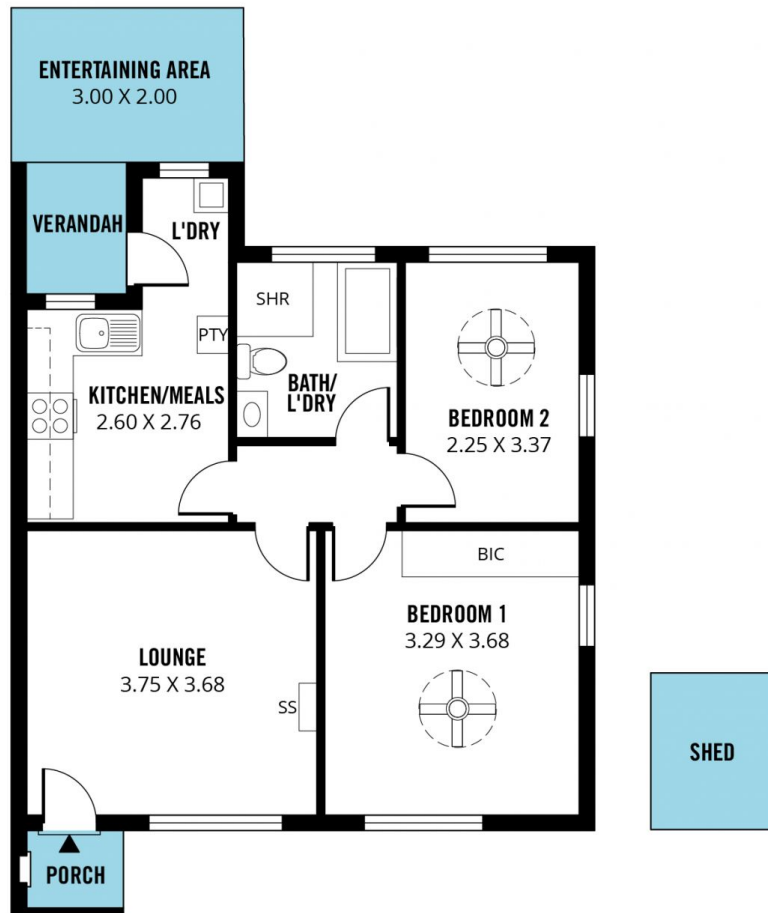 ENTERTAINING AREA
3.00 X 2.00
VERANDAH
L'DRY
SHR
PTY
BATH/
L'DRY
KITCHEN/MEALS
2.60 X 2.76
BEDROOM 2
2.25 X 3.37
BIC
BEDROOM 1
3.29 X 3.68
LOUNGE
3.75 X 3.68
SS
SHED
PORCH